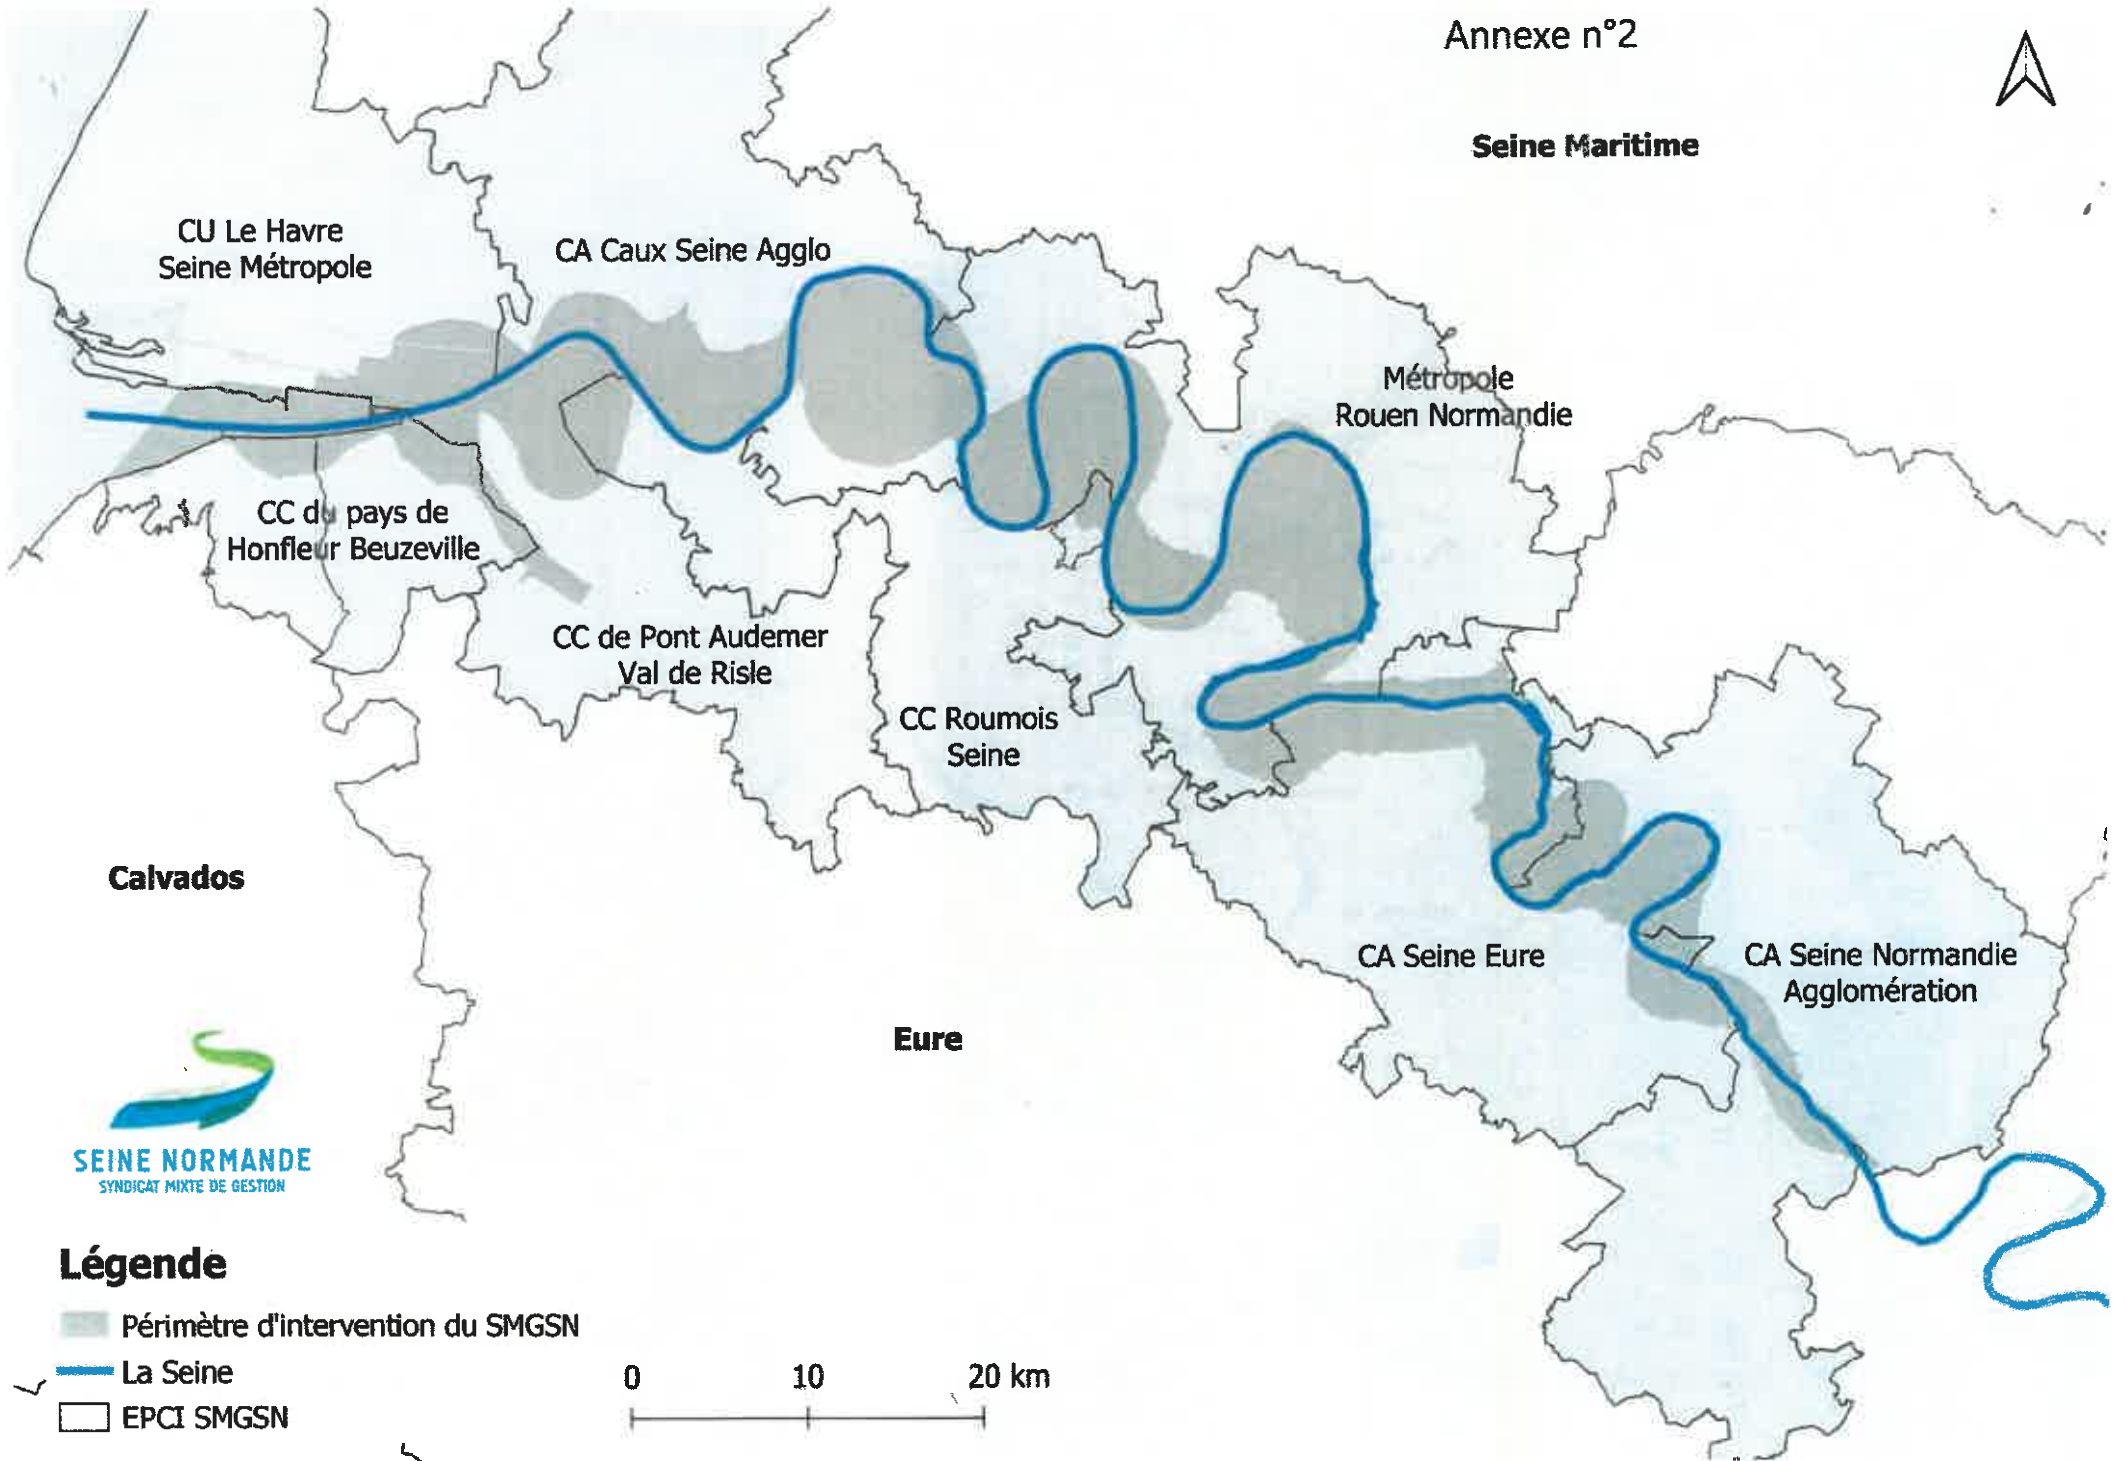 Annexe n°2
Seine Maritime
CU Le Havre
Seine Métropole
CA Caux Seine Agglo
Métropole
Rouen Normandie
CC du pays de
Honfleur Beuzeville
CC de Pont Audemer
Val de Risle
CC Roumois
Seine
Calvados
CA Seine Eure
CA Seine Normandie
Agglomération
Eure
SEINE NORMANDE
SYNDICAT MIXTE DE GESTION
Légende
Périmètre d'intervention du SMGSN
La Seine
EPCI SMGSN
0 10 20 km